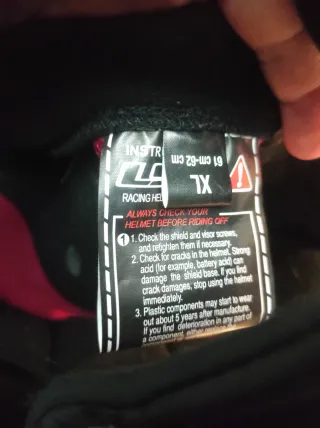 INSTR
XL
61 cm-62 cm
RACING HEL
ALWAYS CHECK YOUR
HELMET BEFORE RIDING OFF
1 1. Check the shield and visor screws,
and retighten them if necessary.
2. Check for cracks in the helmet. Strong
acid (for example, battery acid) can
damage the shield base. If you find
crack damages, stop using the helmet
immediately.
3. Plastic components may start to wear
out about 5 years after manufacture.
If you find deterioration in any part of
a component, either